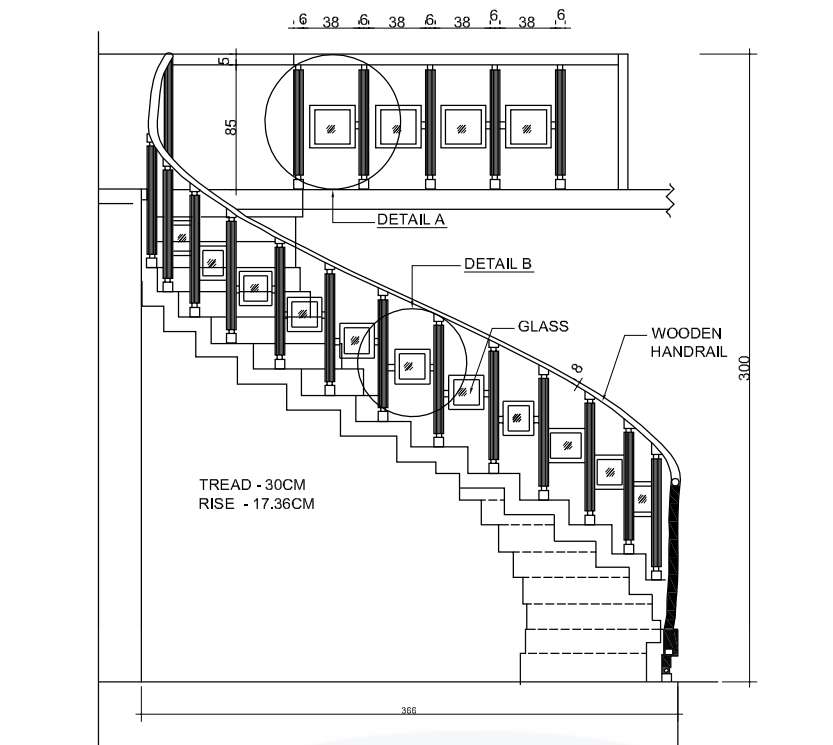 6 38 6 38 6 38 6 38 6
5
85
DETAIL A
DETAIL B
GLASS
WOODEN
HANDRAIL
8
300
TREAD - 30CM
RISE - 17.36CM
366